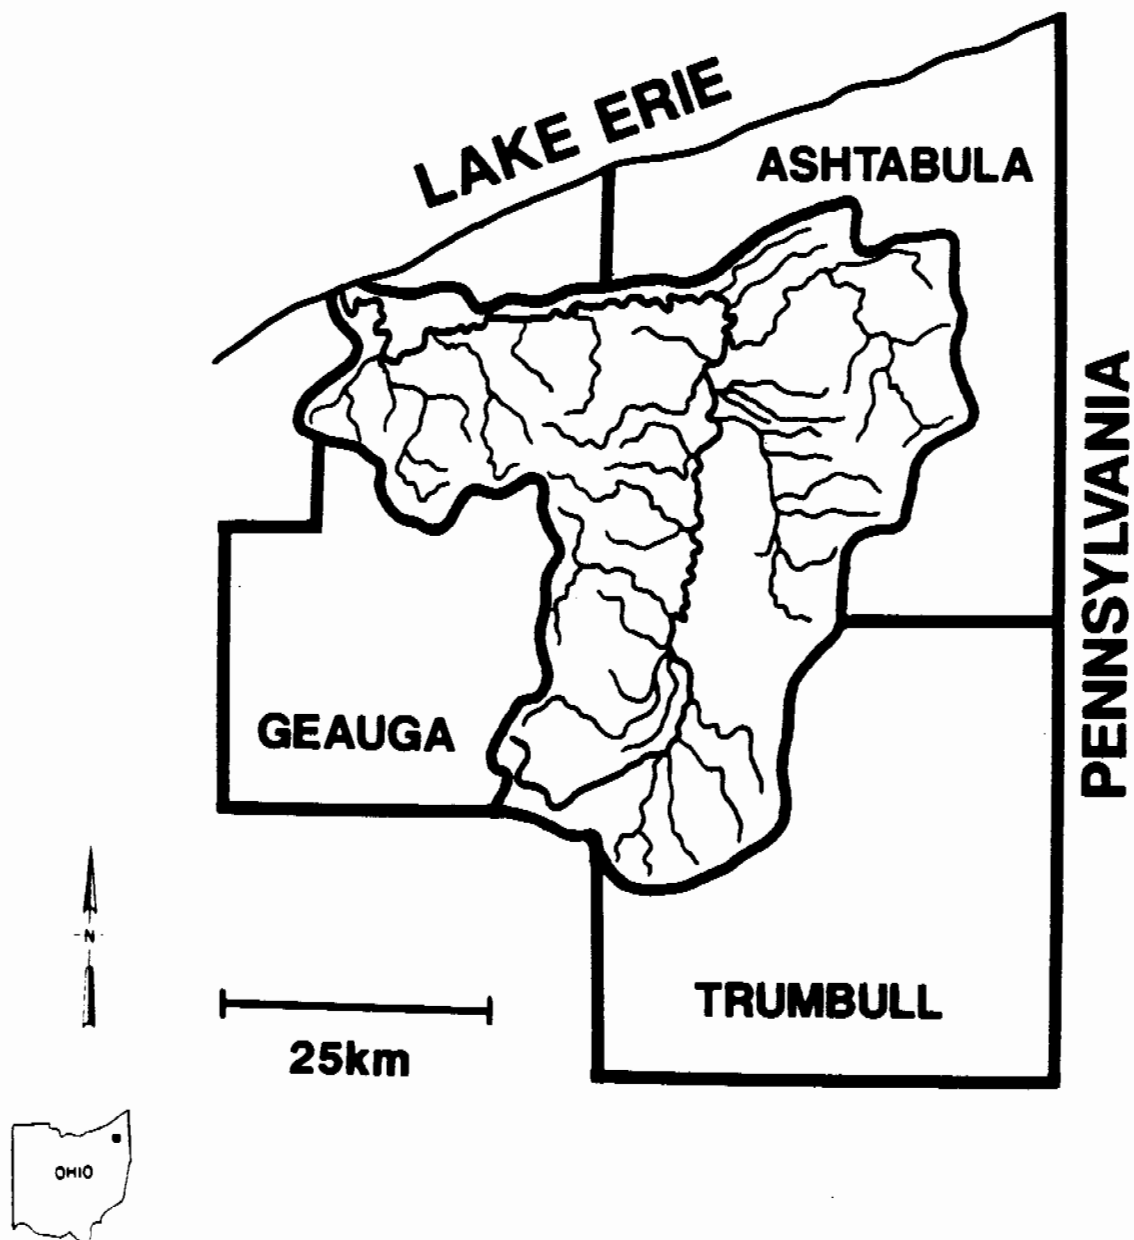 LAKE ERIE
ASHTABULA
PENNSYLVANIA
GEAUGA
N
TRUMBULL
25km
OHIO